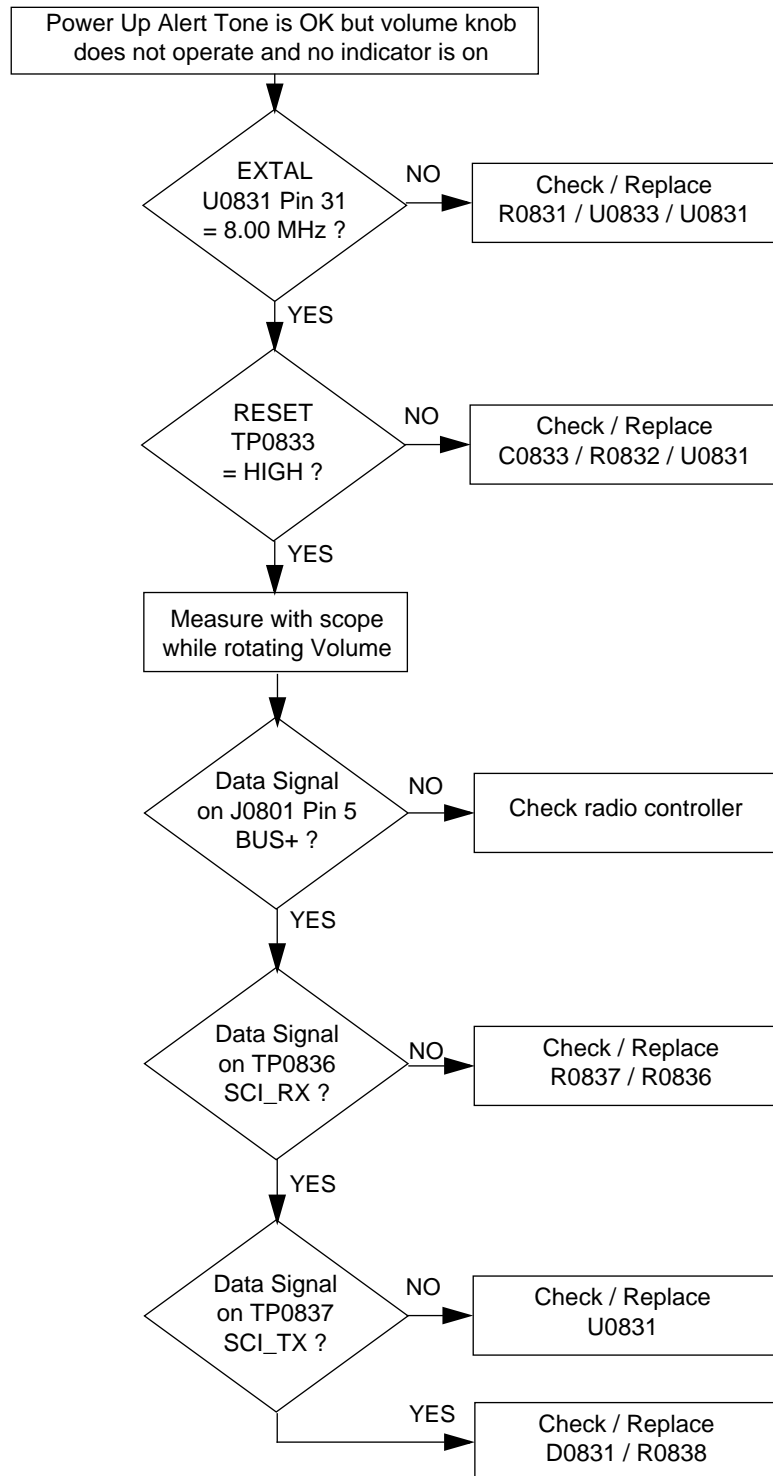 Power Up Alert Tone is OK but volume knob
does not operate and no indicator is on
EXTAL
U0831 Pin 31
= 8.00 MHz ?
NO
Check / Replace
R0831 / U0833 / U0831
YES
RESET
TP0833
= HIGH ?
NO
Check / Replace
C0833 / R0832 / U0831
YES
Measure with scope
while rotating Volume
Data Signal
on J0801 Pin 5
BUS+ ?
NO
Check radio controller
YES
Data Signal
on TP0836
SCI_RX ?
NO
Check / Replace
R0837 / R0836
YES
Data Signal
on TP0837
SCI_TX ?
NO
Check / Replace
U0831
YES
Check / Replace
D0831 / R0838